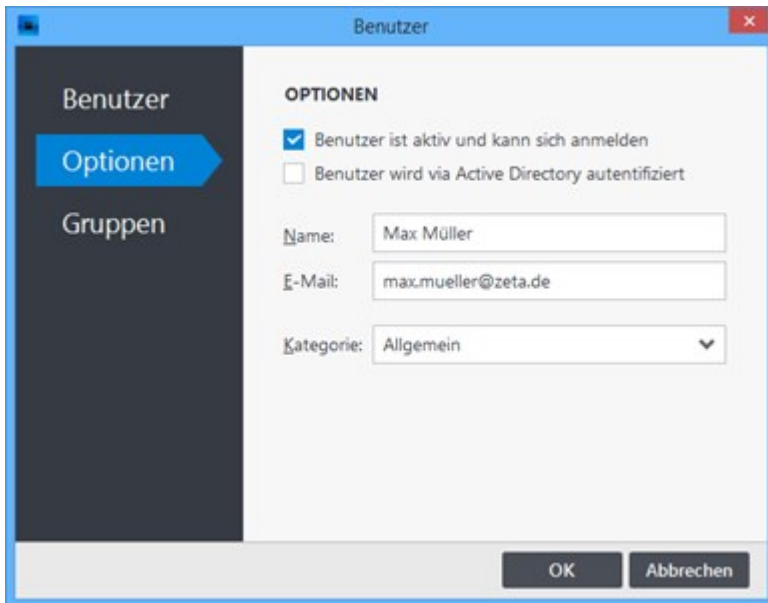 Benutzer
Benutzer
Optionen
Gruppen
OPTIONEN
Benutzer ist aktiv und kann sich anmelden
Benutzer wird via Active Directory autentifiziert
Name: Max Müller
E-Mail: max.mueller@zeta.de
Kategorie: Allgemein
OK Abbrechen